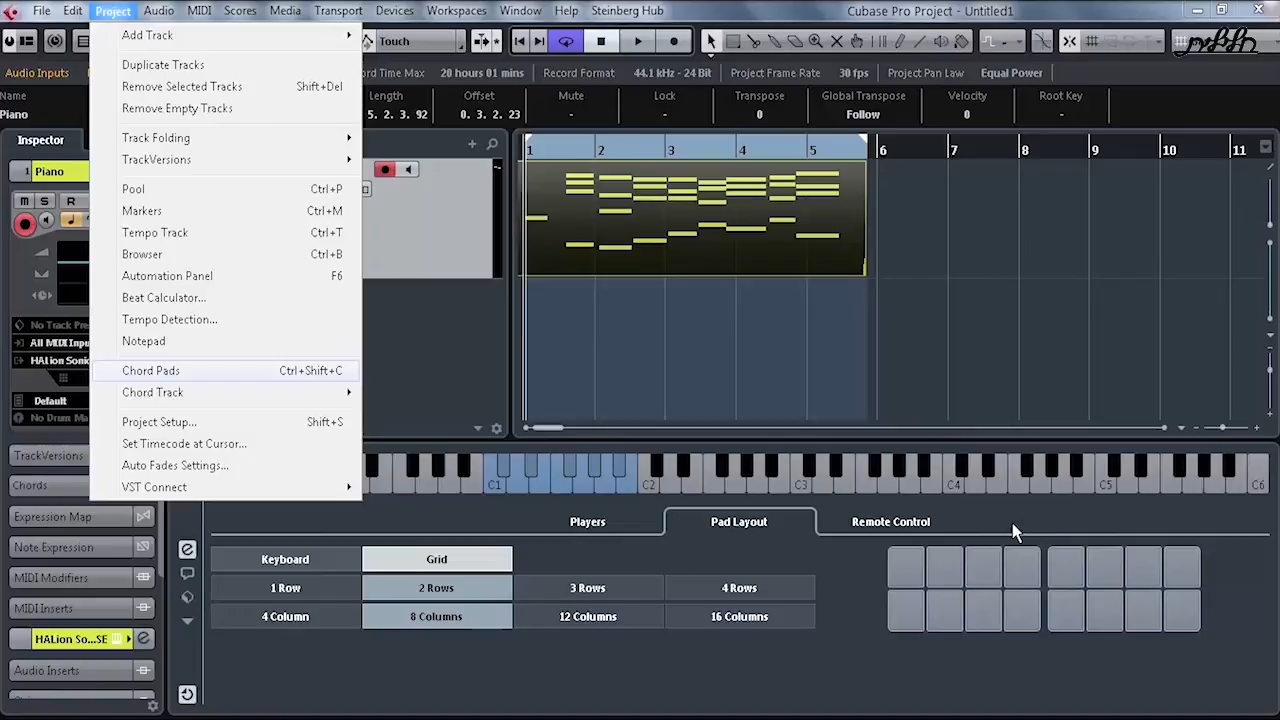 File Edit Project Audio MIDI Scores Media Transport Devices Workspaces Window Help Steinberg Hub Cubase Pro Project - Untitled1
Touch
Audio Inputs Record Time Max 20 hours 01 mins Record Format 44.1 kHz - 24 Bit Project Frame Rate 30 fps Project Pan Law Equal Power
Name Length Offset Mute Lock Transpose Global Transpose Velocity Root Key
Piano 5. 2. 3. 92 0. 3. 2. 23 - - 0 Follow 0 -
Inspector
1 Piano
M S R
No Track Pre
All MIDI Inpu
HALion Sonic
Default
No Drum Ma
TrackVersions
Chords
Expression Map
Note Expression
MIDI Modifiers
MIDI Inserts
HALion So...SE
Audio Inserts
Add Track
Duplicate Tracks
Remove Selected Tracks Shift+Del
Remove Empty Tracks
Track Folding
TrackVersions
Pool Ctrl+P
Markers Ctrl+M
Tempo Track Ctrl+T
Browser Ctrl+B
Automation Panel F6
Beat Calculator...
Tempo Detection...
Notepad
Chord Pads Ctrl+Shift+C
Chord Track
Project Setup... Shift+S
Set Timecode at Cursor...
Auto Fades Settings...
VST Connect
1 2 3 4 5 6 7 8 9 10 11
C1 C2 C3 C4 C5 C6
Players Pad Layout Remote Control
Keyboard Grid
1 Row 2 Rows 3 Rows 4 Rows
4 Column 8 Columns 12 Columns 16 Columns